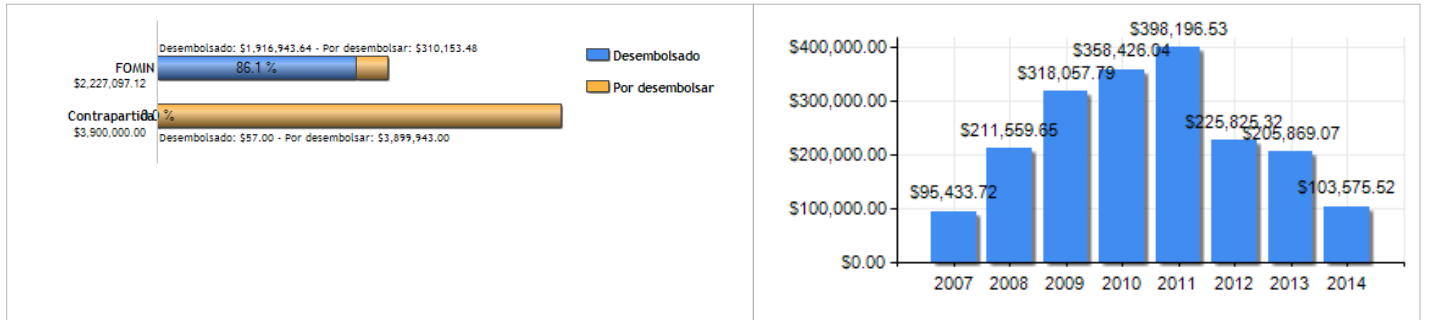 Desembolsado: $1,916,943.64 - Por desembolsar: $310,153.48
FOMIN
86.1 %
$2,227,097.12
Contrapartida
0.0 %
$3,900,000.00
Desembolsado: $57.00 - Por desembolsar: $3,899,943.00
Desembolsado
Por desembolsar
$400,000.00
$300,000.00
$200,000.00
$100,000.00
$0.00
$95,433.72
$211,559.65
$318,057.79
$358,426.04
$398,196.53
$225,825.32
$205,869.07
$103,575.52
2007 2008 2009 2010 2011 2012 2013 2014